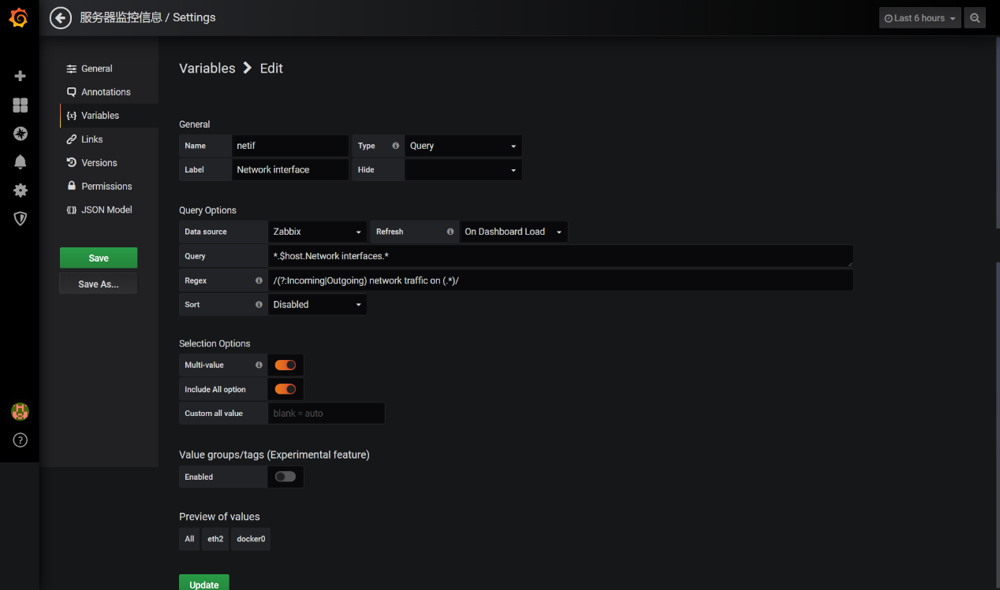 服务器监控信息 / Settings
Last 6 hours
General
Annotations
Variables
Links
Versions
Permissions
JSON Model
Save
Save As...
Variables > Edit
General
Name netif Type Query
Label Network interface Hide
Query Options
Data source Zabbix Refresh On Dashboard Load
Query *.$host.Network interfaces.*
Regex /(?:Incoming|Outgoing) network traffic on (.*)/
Sort Disabled
Selection Options
Multi-value
Include All option
Custom all value blank = auto
Value groups/tags (Experimental feature)
Enabled
Preview of values
All eth2 docker0
Update